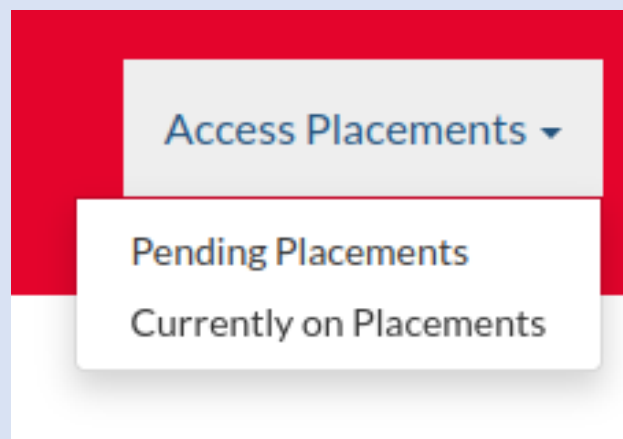 Access Placements
Pending Placements
Currently on Placements